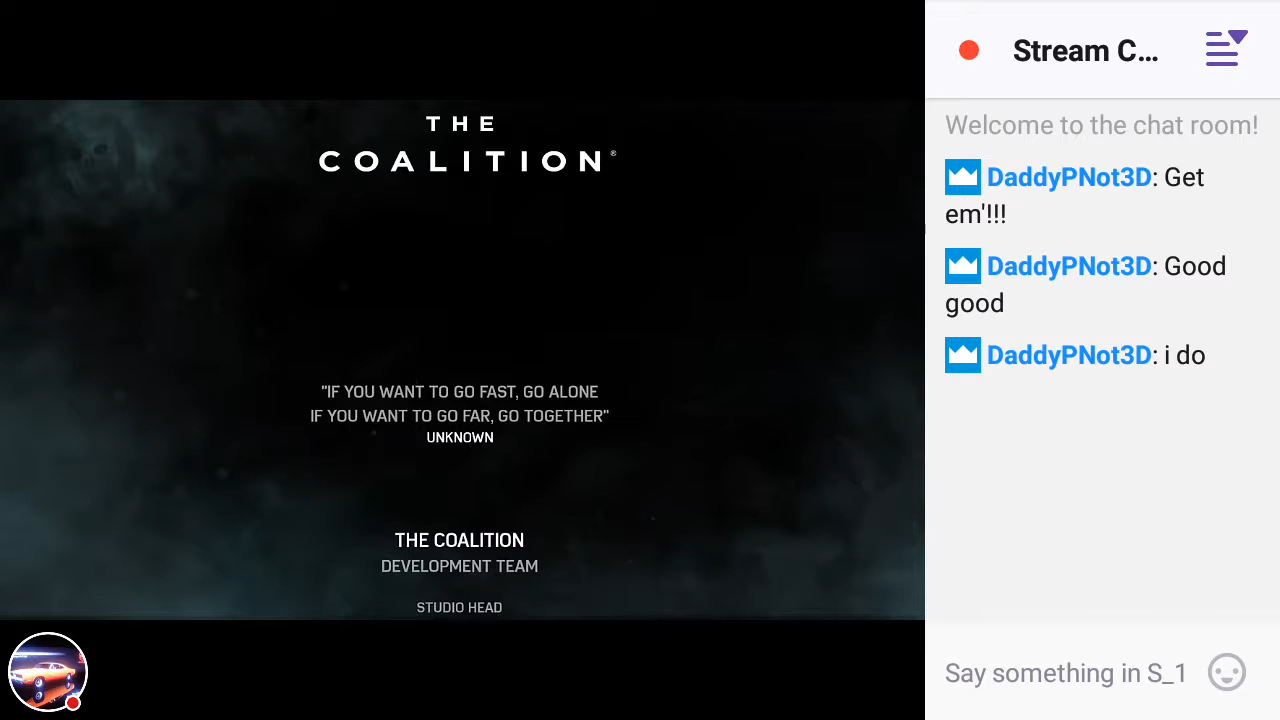 THE
COALITION®
"IF YOU WANT TO GO FAST, GO ALONE
IF YOU WANT TO GO FAR, GO TOGETHER"
UNKNOWN
THE COALITION
DEVELOPMENT TEAM
STUDIO HEAD
Stream C...
Welcome to the chat room!
DaddyPNot3D: Get
em'!!!
DaddyPNot3D: Good
good
DaddyPNot3D: i do
Say something in S_1